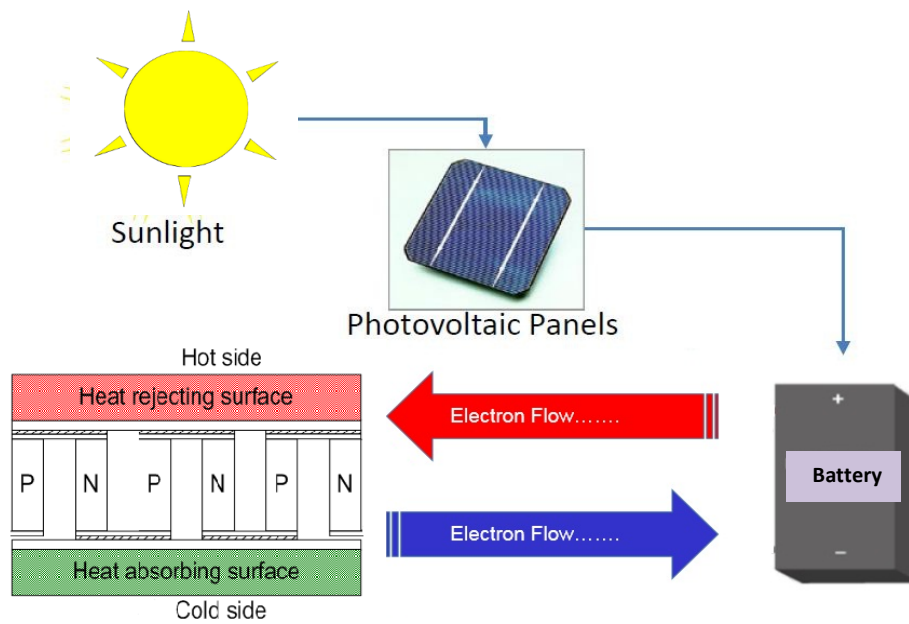 Sunlight
Photovoltaic Panels
Hot side
Heat rejecting surface
P N P N P N
Heat absorbing surface
Cold side
Electron Flow.......
Electron Flow.......
+
Battery
−